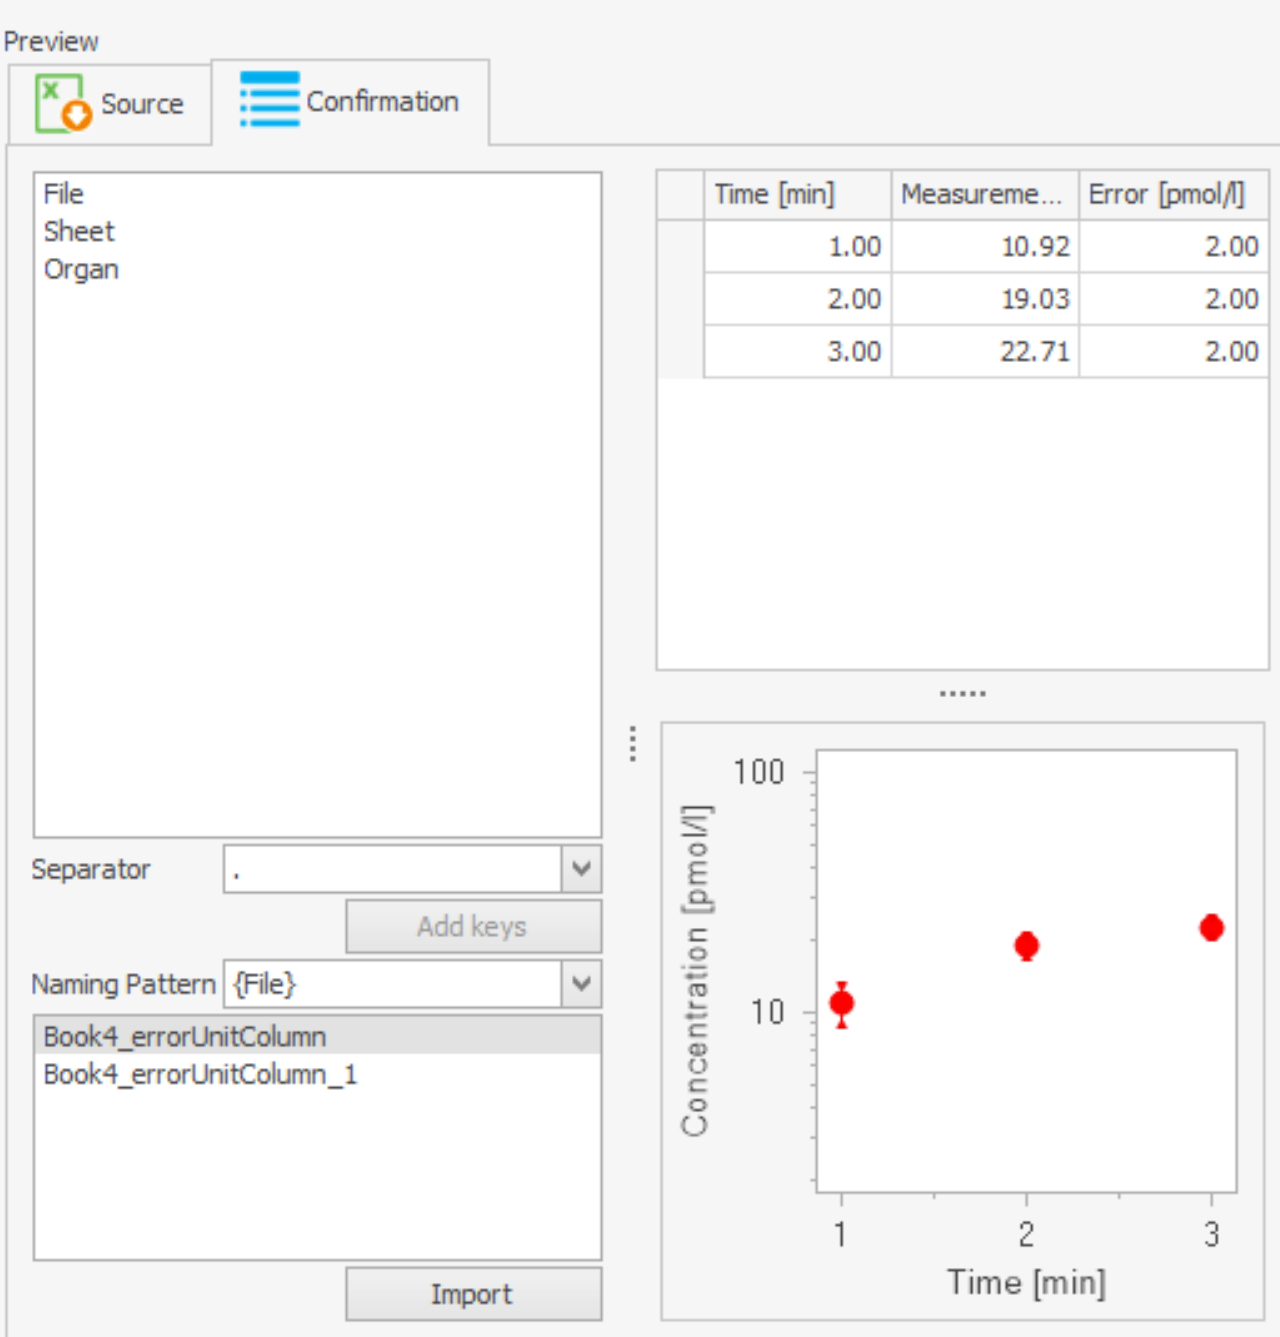 Preview
Source
Confirmation
File
Sheet
Organ
Time [min] Measureme... Error [pmol/l]
1.00 10.92 2.00
2.00 19.03 2.00
3.00 22.71 2.00
Separator .
Add keys
Naming Pattern {File}
Book4_errorUnitColumn
Book4_errorUnitColumn_1
Import
100
10
Concentration [pmol/l]
1 2 3
Time [min]